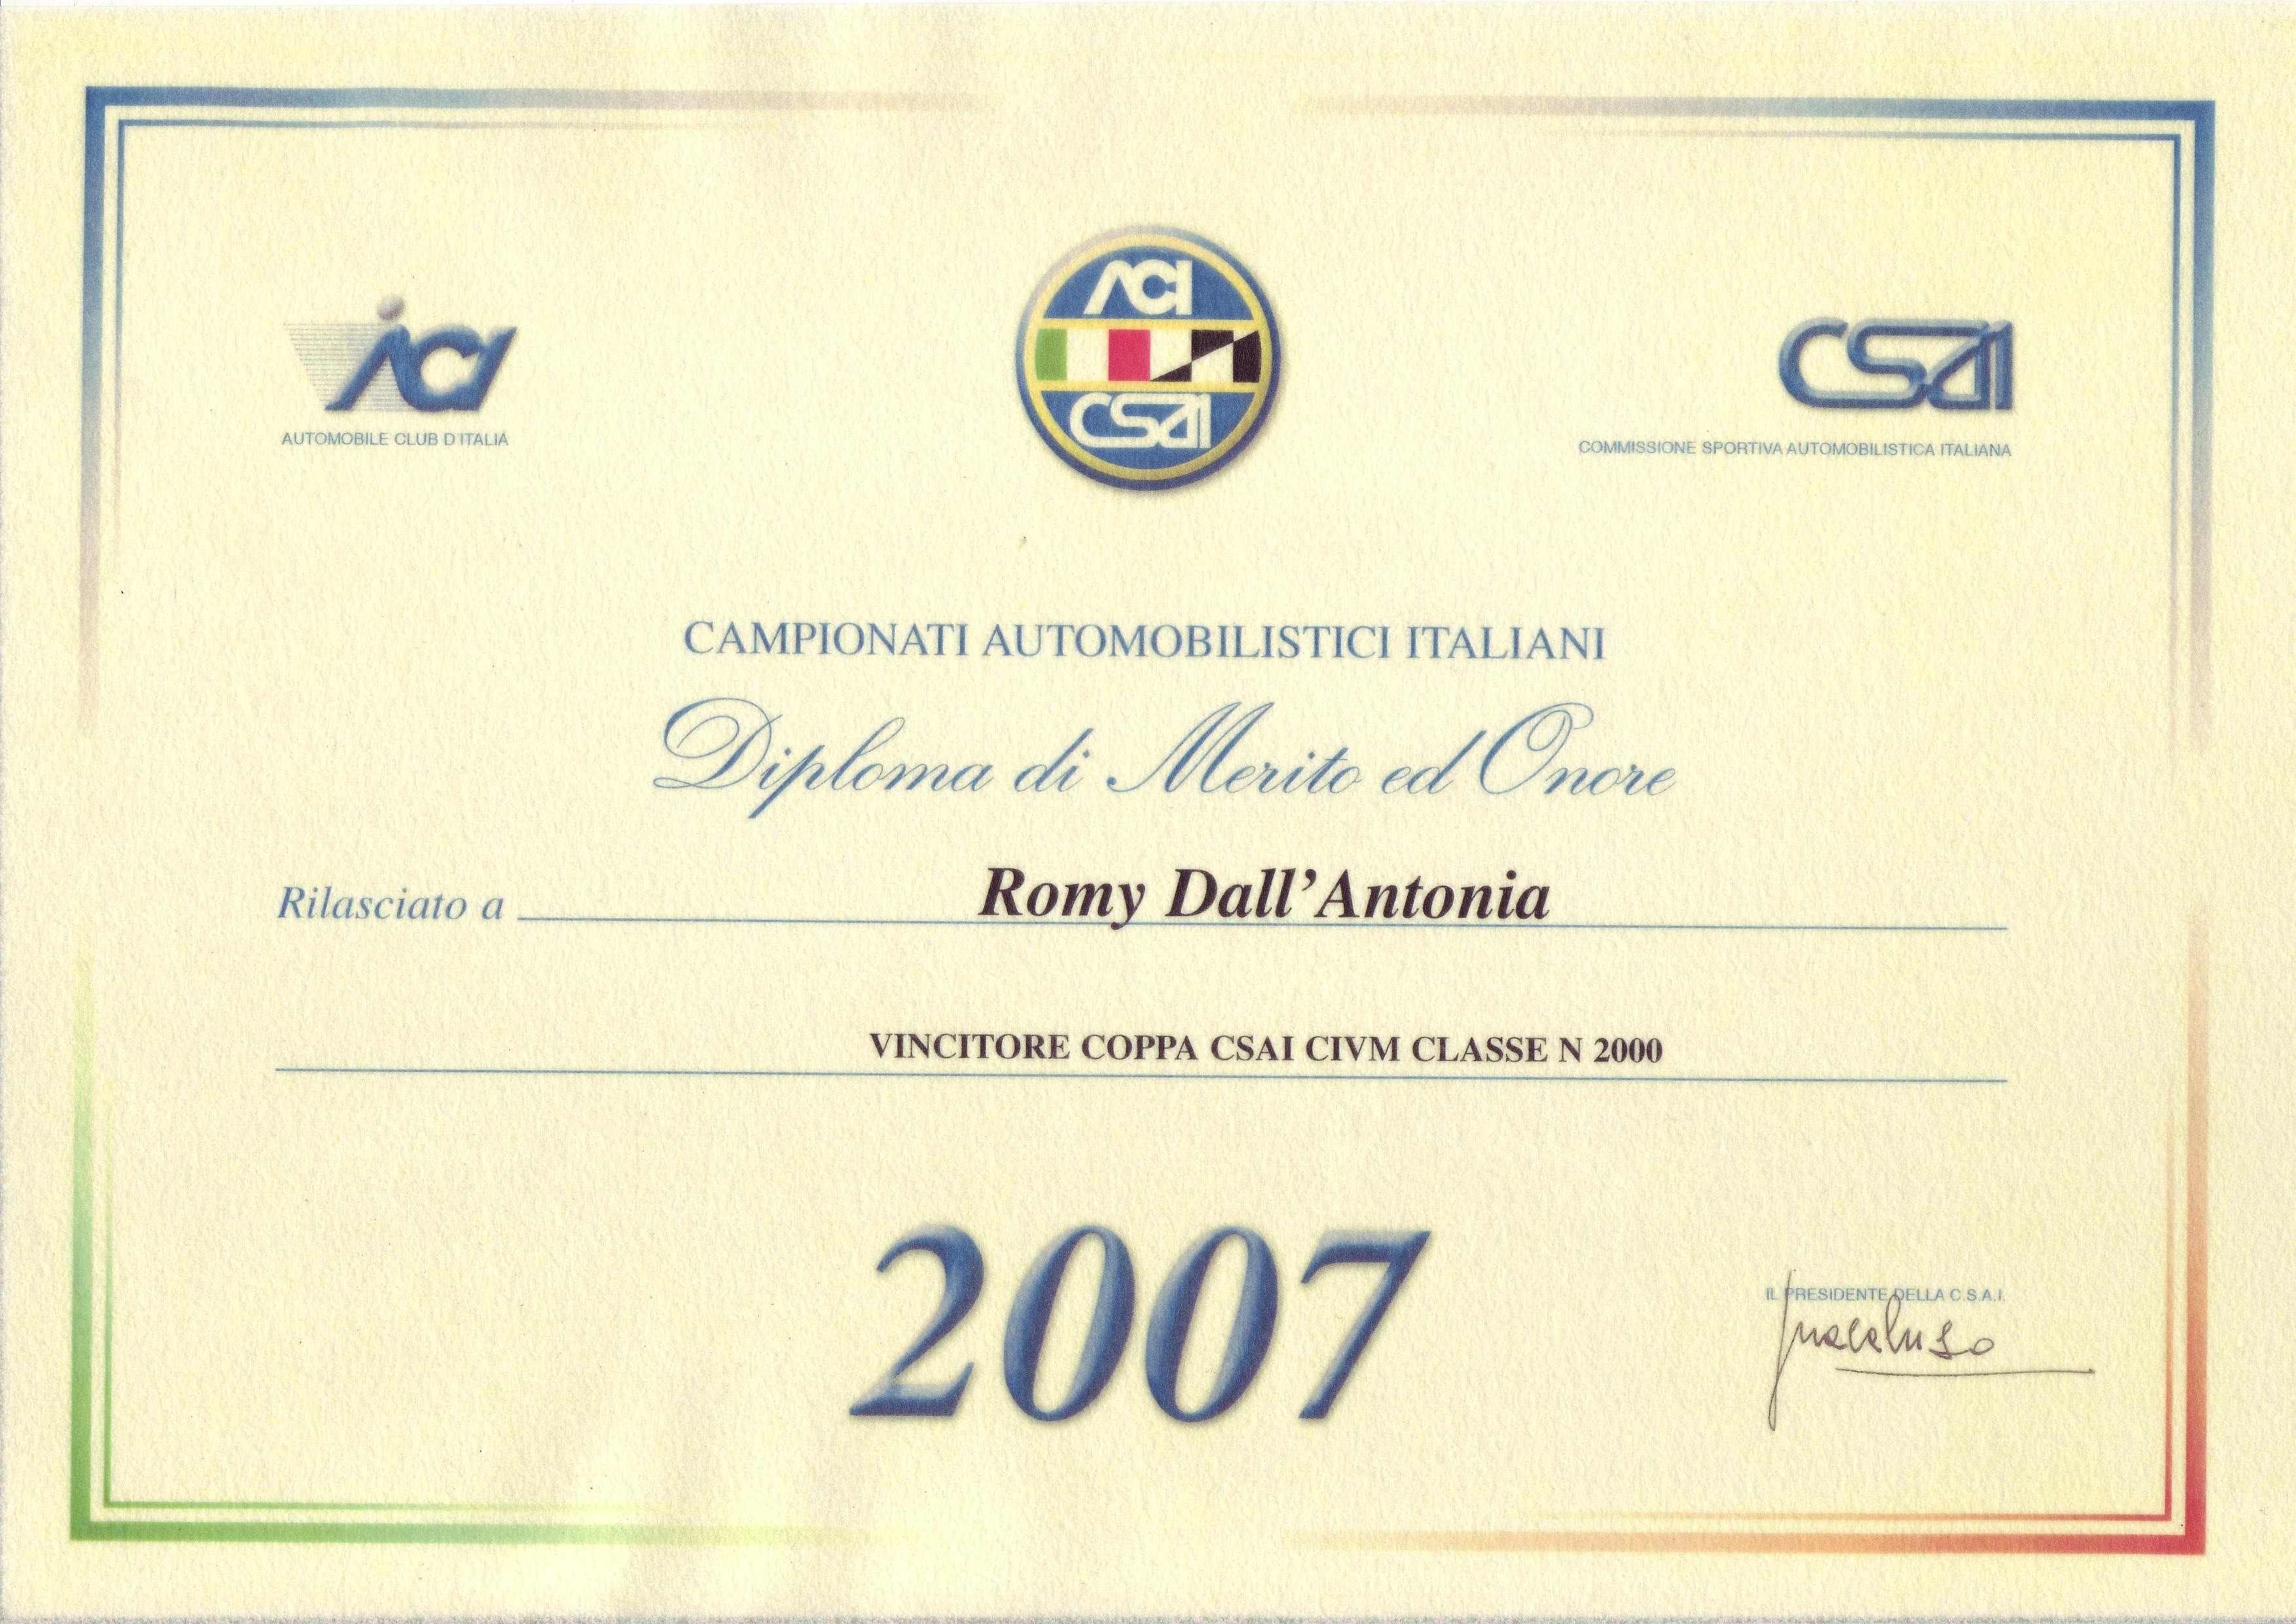 ACI
AUTOMOBILE CLUB D'ITALIA
ACI
CSAI
CSAI
COMMISSIONE SPORTIVA AUTOMOBILISTICA ITALIANA
CAMPIONATI AUTOMOBILISTICI ITALIANI
Diploma di Merito ed Onore
Rilasciato a Romy Dall'Antonia
VINCITORE COPPA CSAI CIVM CLASSE N 2000
2007
IL PRESIDENTE DELLA C.S.A.I.
Macaluso